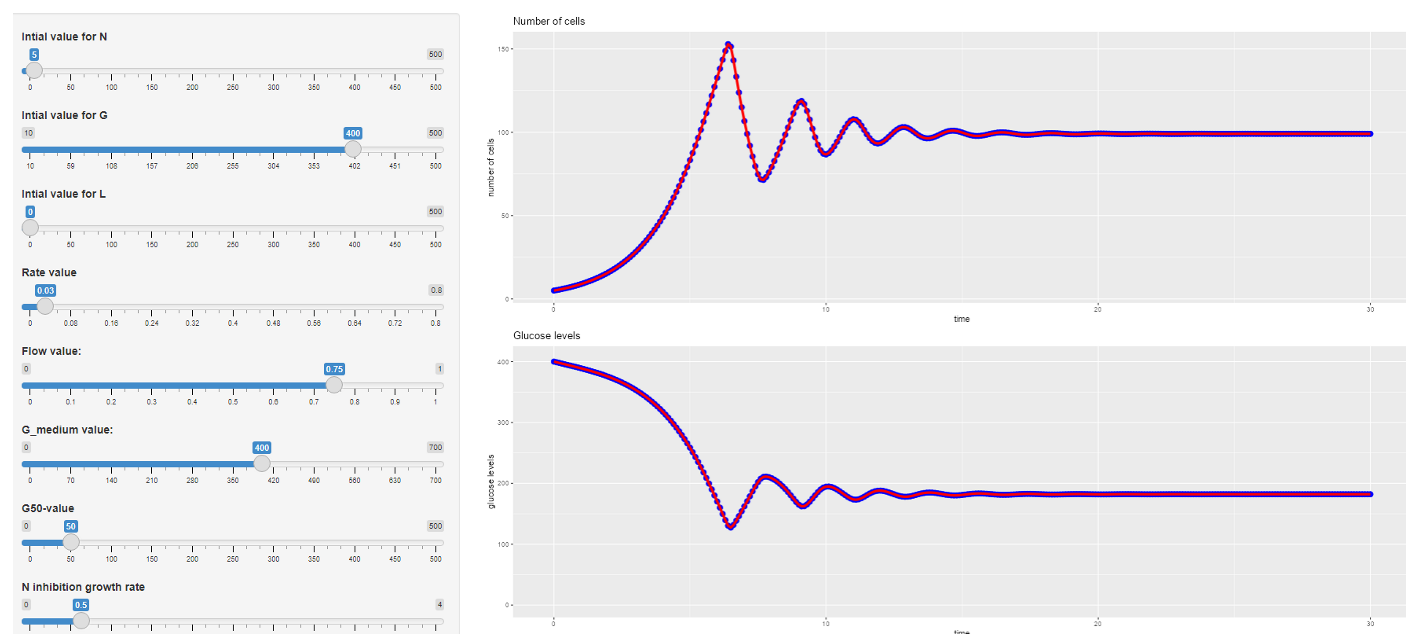 Intial value for N
5 500
0 50 100 150 200 250 300 350 400 450 500
Intial value for G
10 400 500
10 59 108 157 206 255 304 353 402 451 500
Intial value for L
0 500
0 50 100 150 200 250 300 350 400 450 500
Rate value
0.03 0.8
0 0.08 0.16 0.24 0.32 0.4 0.48 0.56 0.64 0.72 0.8
Flow value:
0 0.75 1
0 0.1 0.2 0.3 0.4 0.5 0.6 0.7 0.8 0.9 1
G_medium value:
0 400 700
0 70 140 210 280 350 420 490 560 630 700
G50-value
0 50 500
0 50 100 150 200 250 300 350 400 450 500
N inhibition growth rate
0 0.5 4
Number of cells
number of cells
150
100
50
0
0 10 20 30
time
Glucose levels
glucose levels
400
300
200
100
0
0 10 20 30
time